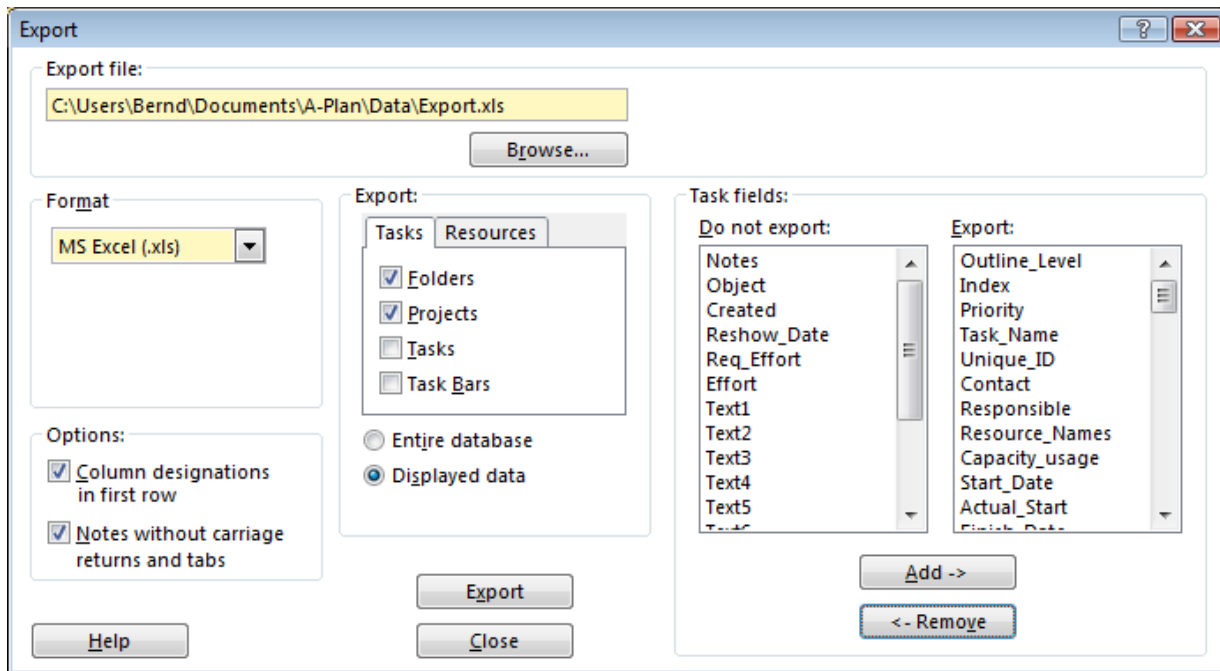 Export
Export file:
C:\Users\Bernd\Documents\A-Plan\Data\Export.xls
Browse...
Format
MS Excel (.xls)
Options:
Column designations
in first row
Notes without carriage
returns and tabs
Help
Export:
Tasks Resources
Folders
Projects
Tasks
Task Bars
Entire database
Displayed data
Export
Close
Task fields:
Do not export:
Notes
Object
Created
Reshow_Date
Req_Effort
Effort
Text1
Text2
Text3
Text4
Text5
Text6
Export:
Outline_Level
Index
Priority
Task_Name
Unique_ID
Contact
Responsible
Resource_Names
Capacity_usage
Start_Date
Actual_Start
Finish_Date
Add ->
<- Remove